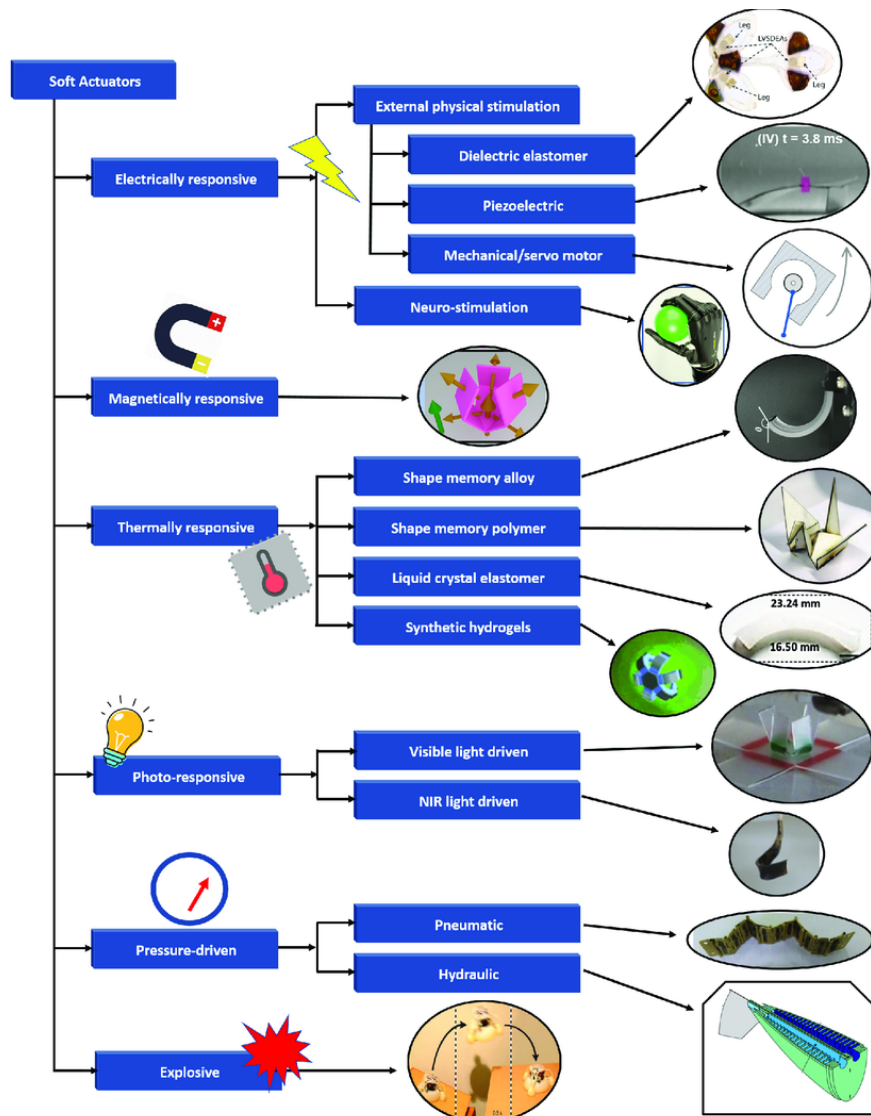 Soft Actuators
Leg
LVSDEAs
Leg
Leg
External physical stimulation
(IV) t = 3.8 ms
Dielectric elastomer
Electrically responsive
Piezoelectric
Mechanical/servo motor
Neuro-stimulation
+
−
Magnetically responsive
Shape memory alloy
Thermally responsive
Shape memory polymer
Liquid crystal elastomer
23.24 mm
Synthetic hydrogels
16.50 mm
Visible light driven
Photo-responsive
NIR light driven
Pneumatic
Pressure-driven
Hydraulic
Explosive